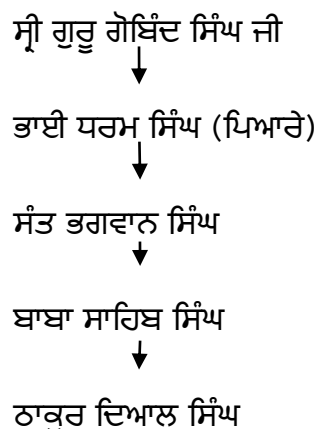 ਸ੍ਰੀ ਗੁਰੂ ਗੋਬਿੰਦ ਸਿੰਘ ਜੀ
ਭਾਈ ਧਰਮ ਸਿੰਘ (ਪਿਆਰੇ)
ਸੰਤ ਭਗਵਾਨ ਸਿੰਘ
ਬਾਬਾ ਸਾਹਿਬ ਸਿੰਘ
ਠਾਕੁਰ ਦਿਆਲ ਸਿੰਘ